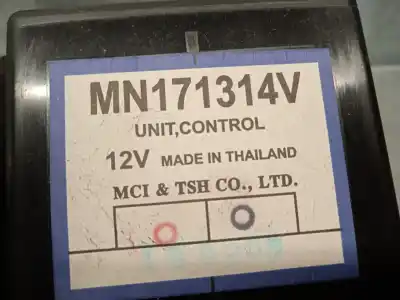 MN171314V
UNIT,CONTROL
12V MADE IN THAILAND
MCI & TSH CO., LTD.